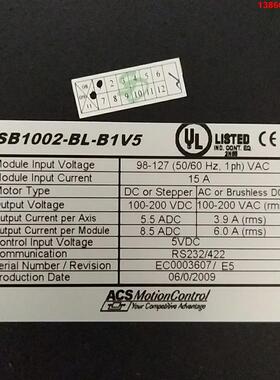 1386
1 2 3 4 5 6
7 8 9 10 11 12
SB1002-BL-B1V5
UL LISTED
IND. CONT. EQ
Module Input Voltage 98-127 (50/60 Hz, 1ph) VAC
Module Input Current 15 A
Motor Type DC or Stepper AC or Brushless DC
Output Voltage 100-200 VDC 100-200 VAC (rms)
Output Current per Axis 5.5 ADC 3.9 A (rms)
Output Current per Module 8.5 ADC 6.0 A (rms)
Control Input Voltage 5VDC
Communication RS232/422
Serial Number / Revision EC0003607/ E5
Production Date 06/0/2009
ACS MotionControl
Your Competitive Advantage